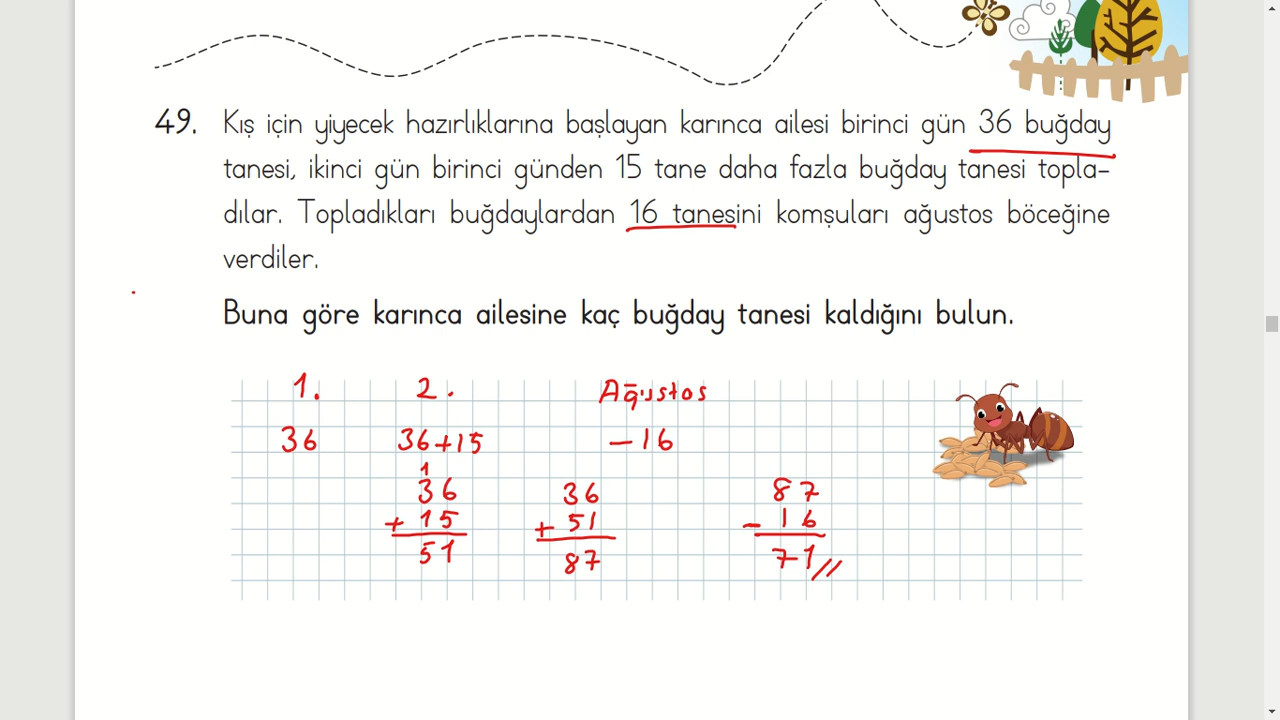 49. Kış için yiyecek hazırlıklarına başlayan karınca ailesi birinci gün 36 buğday
tanesi, ikinci gün birinci günden 15 tane daha fazla buğday tanesi topla-
dılar. Topladıkları buğdaylardan 16 tanesini komşuları ağustos böceğine
verdiler.
Buna göre karınca ailesine kaç buğday tanesi kaldığını bulun.
1. 2. Ağustos
36 36+15 -16
1
36 36 87
+ 15 + 51 - 16
51 87 71//